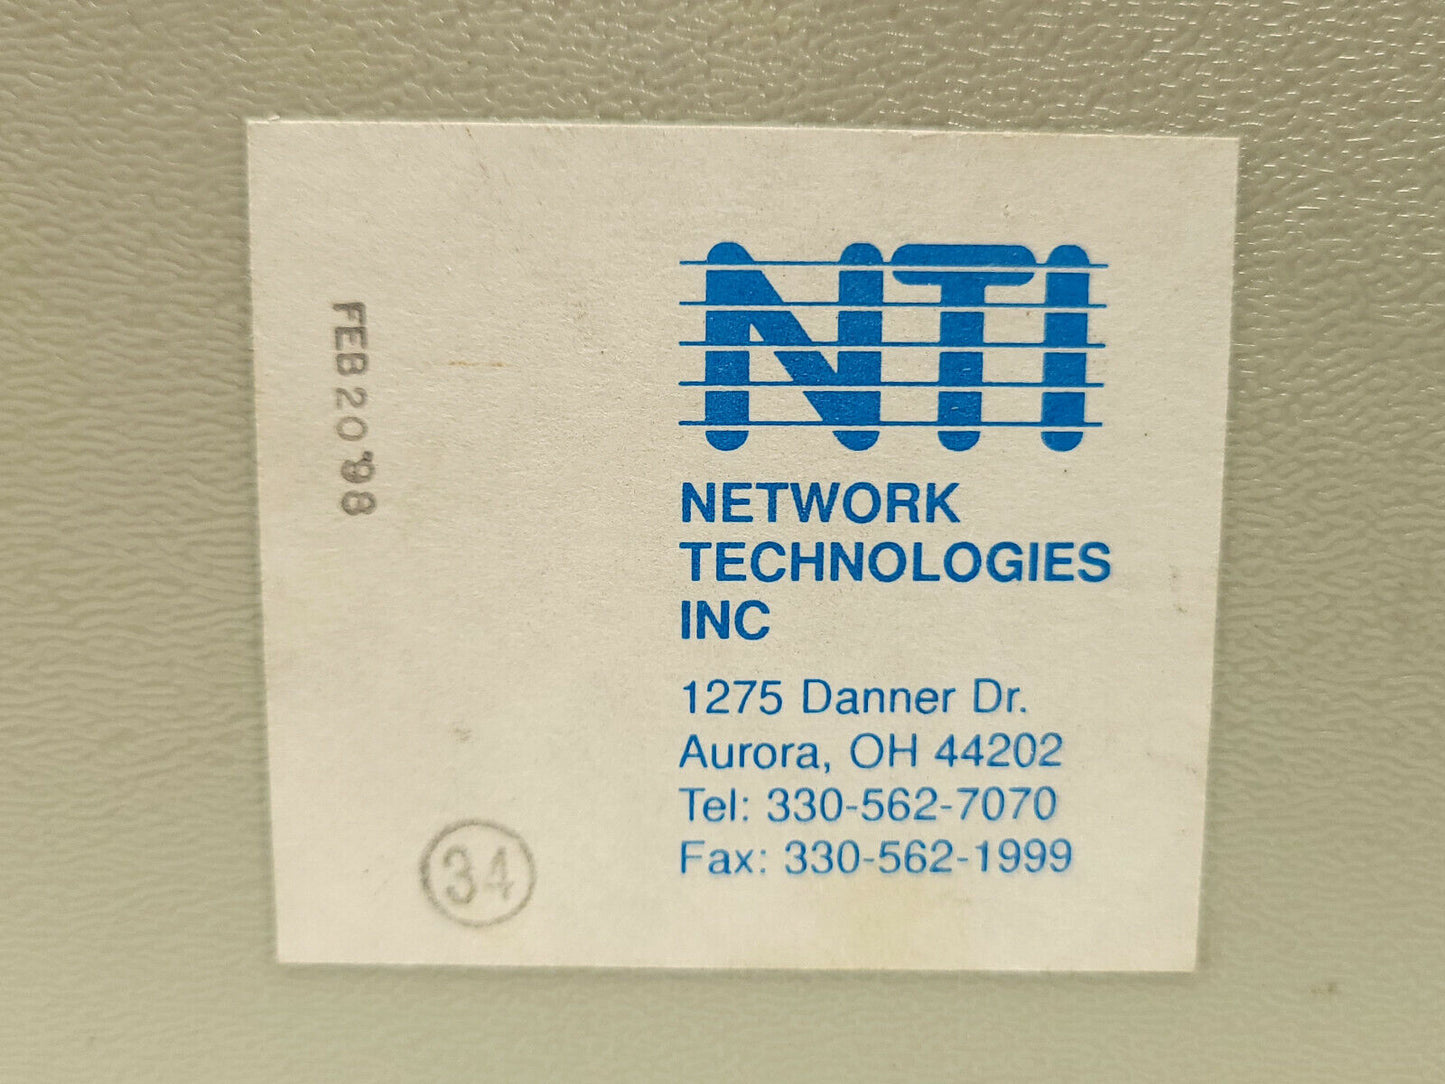 FEB 20 '98
NTI
NETWORK
TECHNOLOGIES
INC
1275 Danner Dr.
Aurora, OH 44202
Tel: 330-562-7070
Fax: 330-562-1999
34